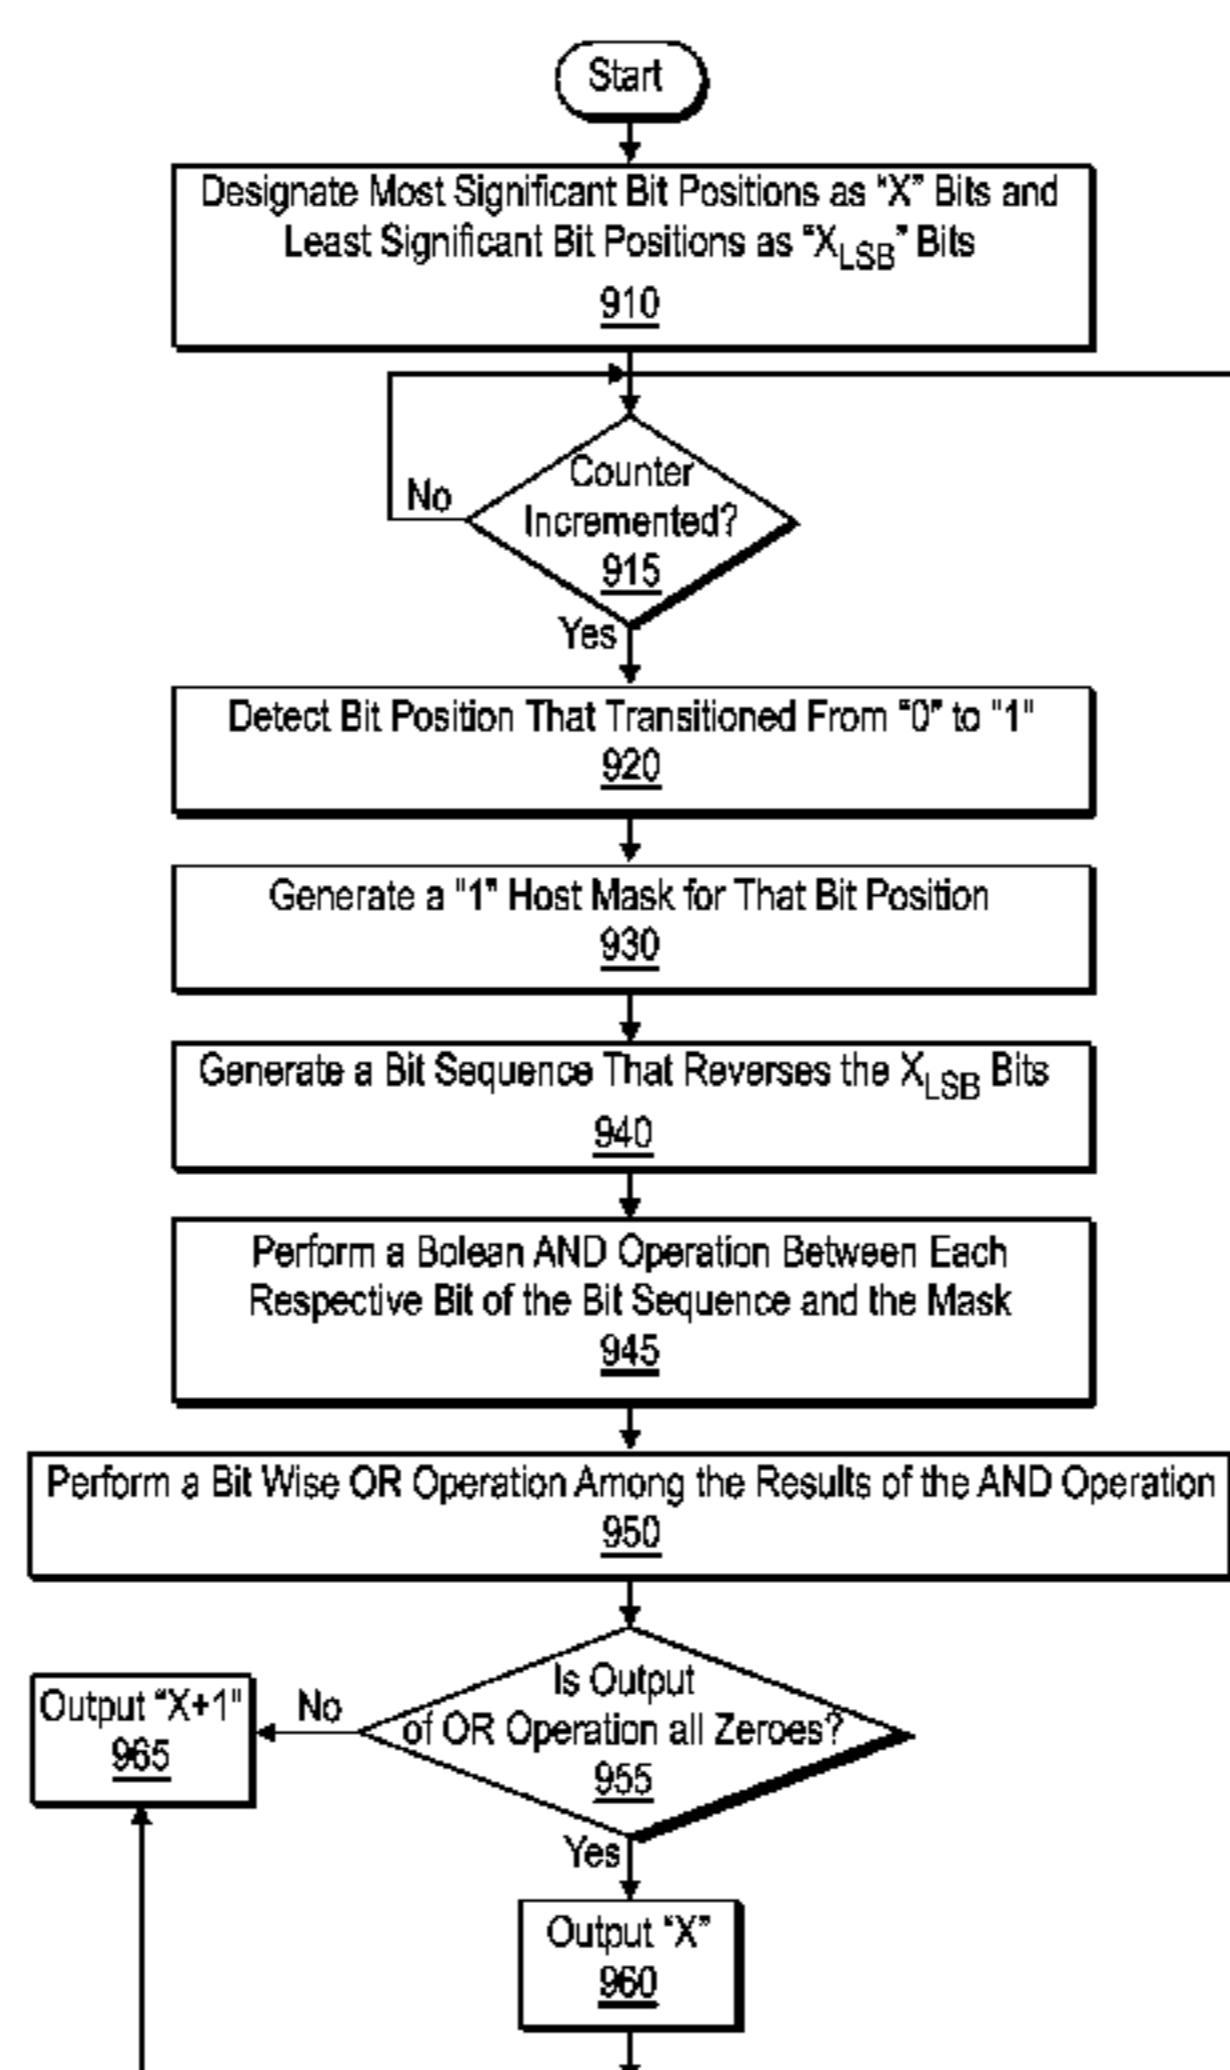 Start
Designate Most Significant Bit Positions as “X” Bits and
Least Significant Bit Positions as “XLSB” Bits
910
Counter
Incremented?
915
No
Yes
Detect Bit Position That Transitioned From “0” to "1"
920
Generate a "1" Host Mask for That Bit Position
930
Generate a Bit Sequence That Reverses the XLSB Bits
940
Perform a Bolean AND Operation Between Each
Respective Bit of the Bit Sequence and the Mask
945
Perform a Bit Wise OR Operation Among the Results of the AND Operation
950
Is Output
of OR Operation all Zeroes?
955
No
Output “X+1"
965
Yes
Output “X”
960